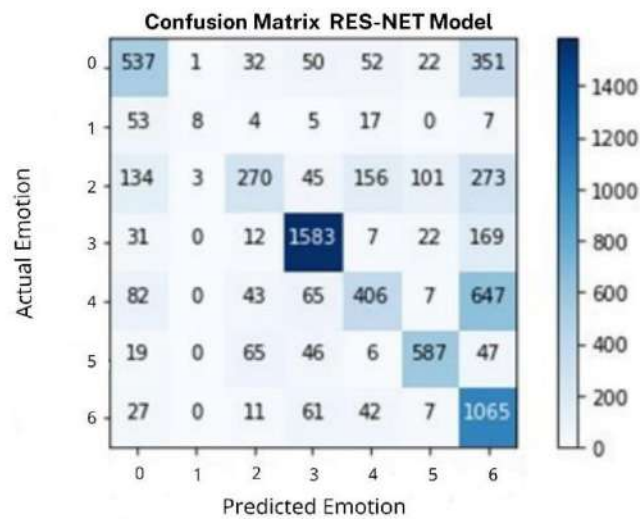 Confusion Matrix RES-NET Model
0 537 1 32 50 52 22 351
1 53 8 4 5 17 0 7
2 134 3 270 45 156 101 273
3 31 0 12 1583 7 22 169
4 82 0 43 65 406 7 647
5 19 0 65 46 6 587 47
6 27 0 11 61 42 7 1065
0 1 2 3 4 5 6
Predicted Emotion
Actual Emotion
1400
1200
1000
800
600
400
200
0